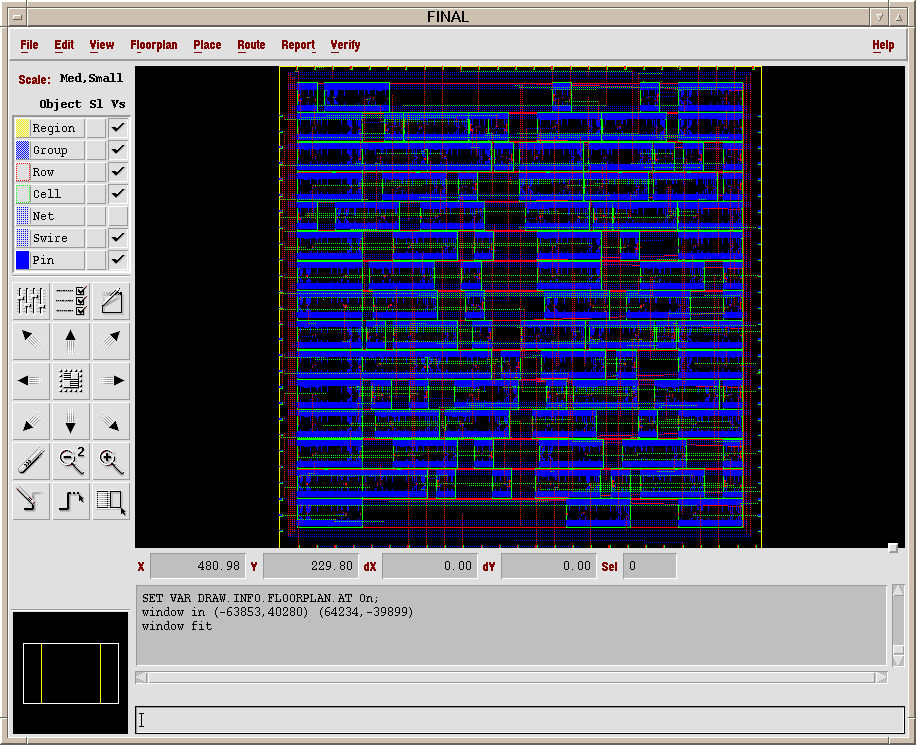 FINAL
File Edit View Floorplan Place Route Report Verify Help
Scale: Med,Small
Object Sl Vs
Region
Group
Row
Cell
Net
Swire
Pin
2
X 480.98 Y 229.80 dX 0.00 dY 0.00 Sel 0
SET VAR DRAW.INFO.FLOORPLAN.AT On;
window in (-63853,40280) (64234,-39899)
window fit